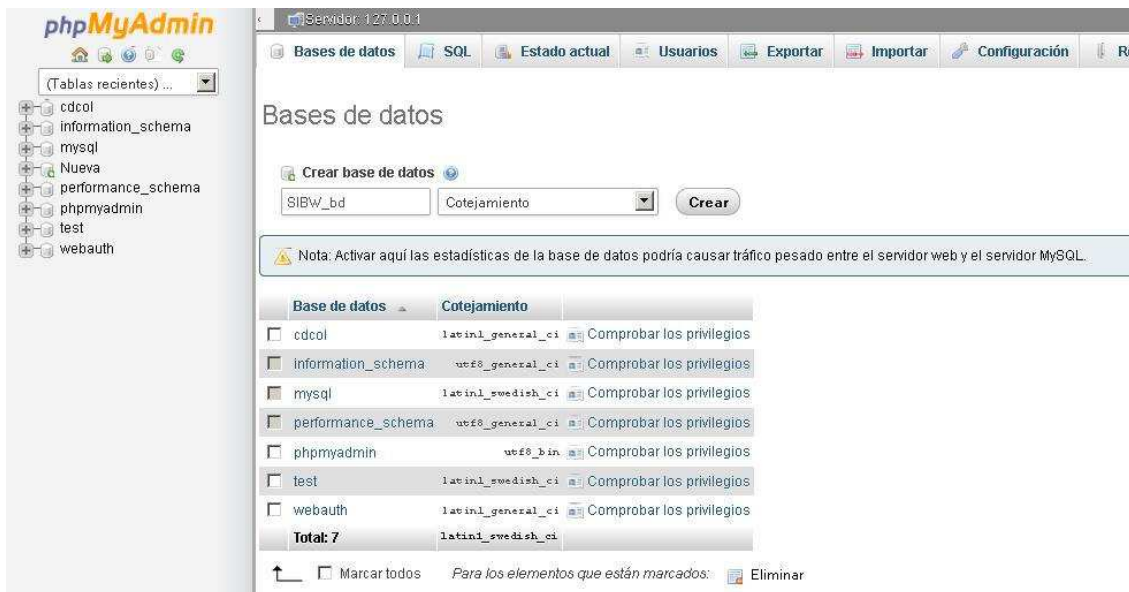 phpMyAdmin
(Tablas recientes) ...
cdcol
information_schema
mysql
Nueva
performance_schema
phpmyadmin
test
webauth
Servidor: 127.0.0.1
Bases de datos SQL Estado actual Usuarios Exportar Importar Configuración R
Bases de datos
Crear base de datos
SIBW_bd Cotejamiento Crear
Nota: Activar aquí las estadísticas de la base de datos podría causar tráfico pesado entre el servidor web y el servidor MySQL.
Base de datos Cotejamiento
cdcol latin1_general_ci Comprobar los privilegios
information_schema utf8_general_ci Comprobar los privilegios
mysql latin1_swedish_ci Comprobar los privilegios
performance_schema utf8_general_ci Comprobar los privilegios
phpmyadmin utf8_bin Comprobar los privilegios
test latin1_swedish_ci Comprobar los privilegios
webauth latin1_general_ci Comprobar los privilegios
Total: 7 latin1_swedish_ci
Marcar todos Para los elementos que están marcados: Eliminar